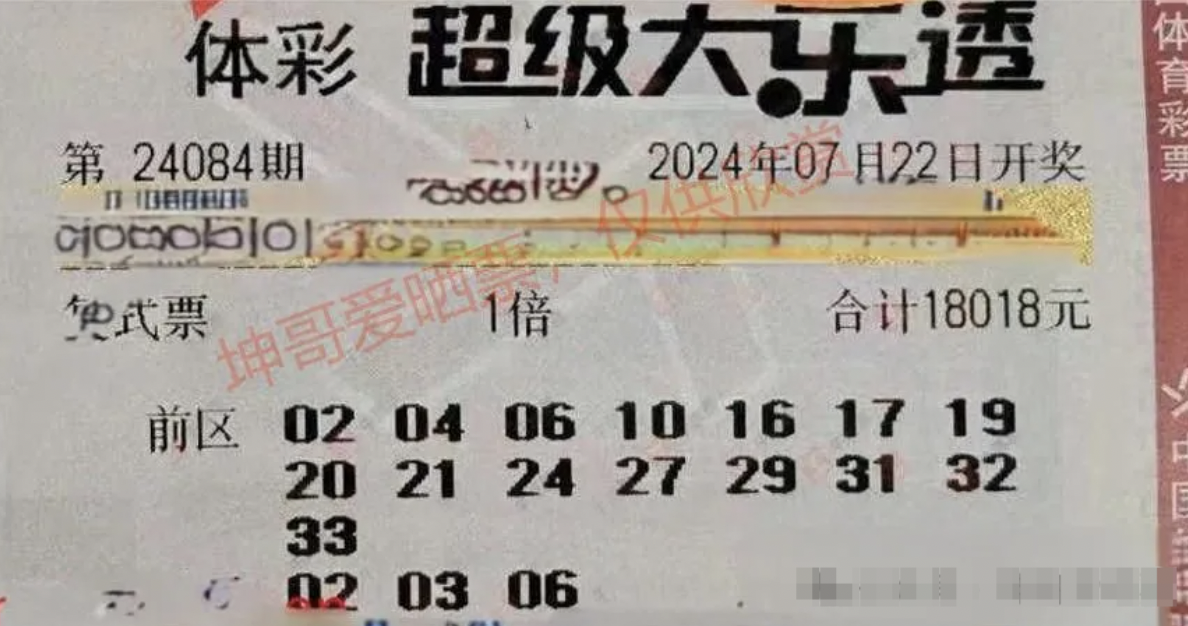 体彩 超级大乐透
第 24084期 2024年07月22日开奖
式票 1倍 合计18018元
前区 02 04 06 10 16 17 19
20 21 24 27 29 31 32
33
02 03 06
坤哥爱晒票，仅供欣赏
体育彩票
中国